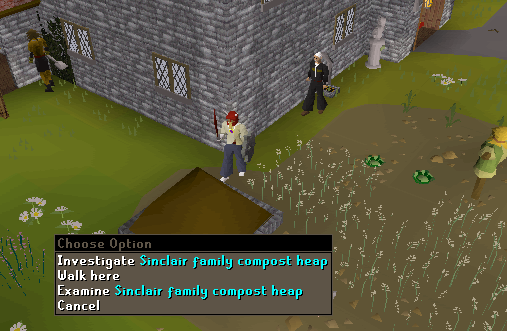 Choose Option
Investigate Sinclair family compost heap
Walk here
Examine Sinclair family compost heap
Cancel